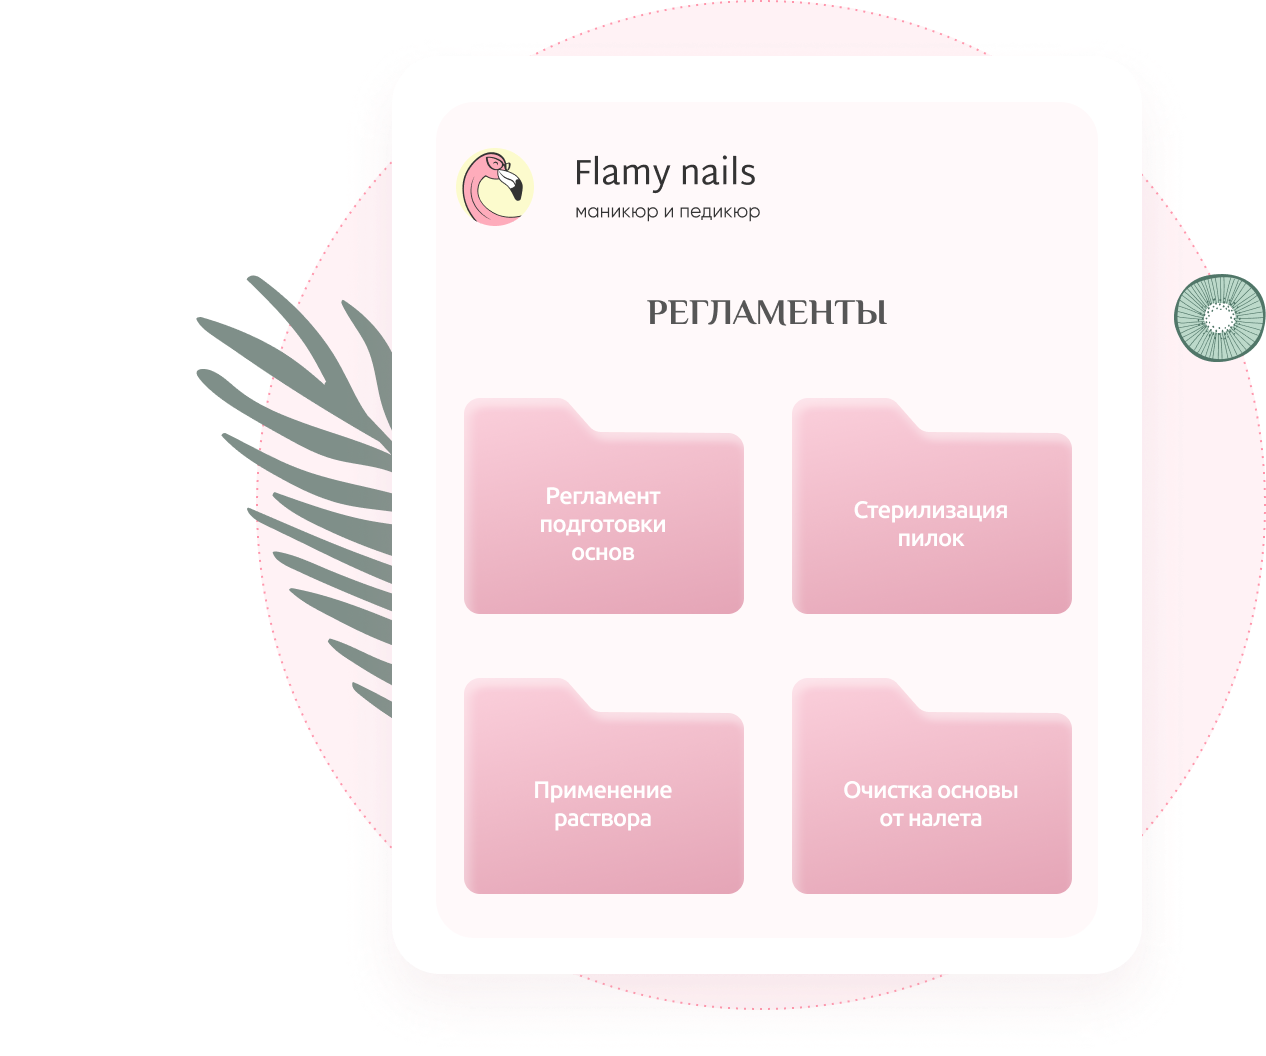 Flamy nails
маникюр и педикюр
РЕГЛАМЕНТЫ
Регламент
подготовки
основ
Стерилизация
пилок
Применение
раствора
Очистка основы
от налета